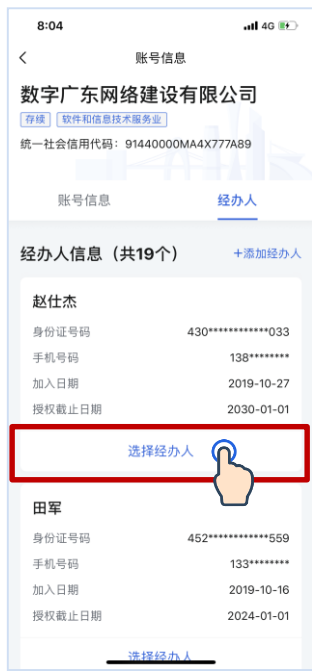 8:04 4G
账号信息
数字广东网络建设有限公司
存续 软件和信息技术服务业
统一社会信用代码：91440000MA4X777A89
账号信息 经办人
经办人信息（共19个） +添加经办人
赵仕杰
身份证号码 430************033
手机号码 138********
加入日期 2019-10-27
授权截止日期 2030-01-01
选择经办人
田军
身份证号码 452************559
手机号码 133********
加入日期 2019-10-16
授权截止日期 2024-01-01
选择经办人